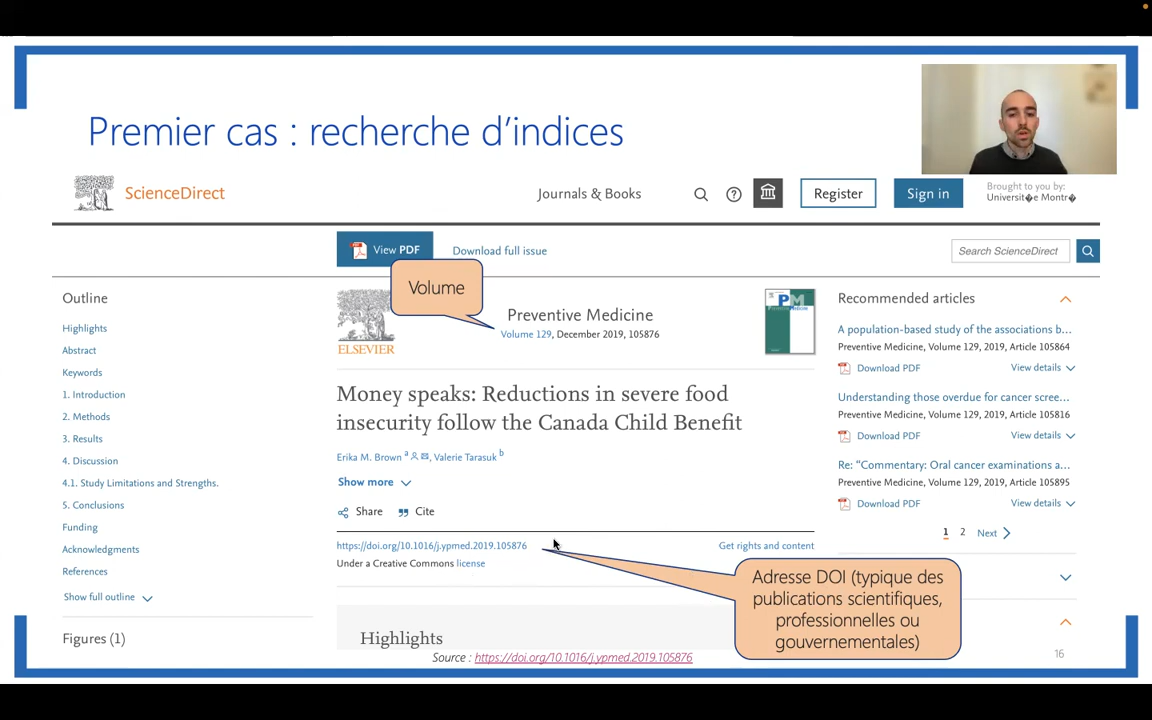 Premier cas : recherche d'indices
ScienceDirect
Journals & Books
Register
Sign in
Brought to you by:
Universit�e Montr�
View PDF
Download full issue
Search ScienceDirect
Volume
Outline
Highlights
Abstract
Keywords
1. Introduction
2. Methods
3. Results
4. Discussion
4.1. Study Limitations and Strengths.
5. Conclusions
Funding
Acknowledgments
References
Show full outline
Figures (1)
ELSEVIER
Preventive Medicine
Volume 129, December 2019, 105876
PM
Money speaks: Reductions in severe food
insecurity follow the Canada Child Benefit
Erika M. Brown a, Valerie Tarasuk b
Show more
Share
Cite
https://doi.org/10.1016/j.ypmed.2019.105876
Get rights and content
Under a Creative Commons license
Highlights
Recommended articles
A population-based study of the associations b...
Preventive Medicine, Volume 129, 2019, Article 105864
Download PDF
View details
Understanding those overdue for cancer scree...
Preventive Medicine, Volume 129, 2019, Article 105816
Download PDF
View details
Re: "Commentary: Oral cancer examinations a...
Preventive Medicine, Volume 129, 2019, Article 105895
Download PDF
View details
1 2 Next
Adresse DOI (typique des
publications scientifiques,
professionnelles ou
gouvernementales)
Source : https://doi.org/10.1016/j.ypmed.2019.105876
16